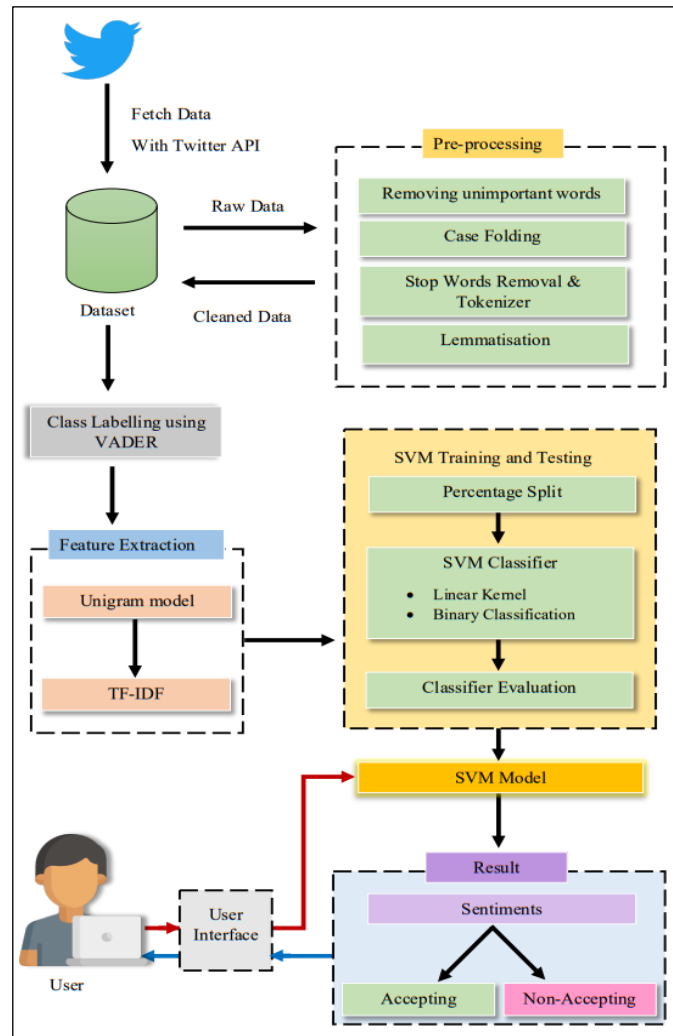 Fetch Data
With Twitter API
Pre-processing
Removing unimportant words
Case Folding
Stop Words Removal &
Tokenizer
Lemmatisation
Raw Data
Cleaned Data
Dataset
Class Labelling using
VADER
Feature Extraction
Unigram model
TF-IDF
SVM Training and Testing
Percentage Split
SVM Classifier
• Linear Kernel
• Binary Classification
Classifier Evaluation
SVM Model
Result
Sentiments
Accepting
Non-Accepting
User
Interface
User